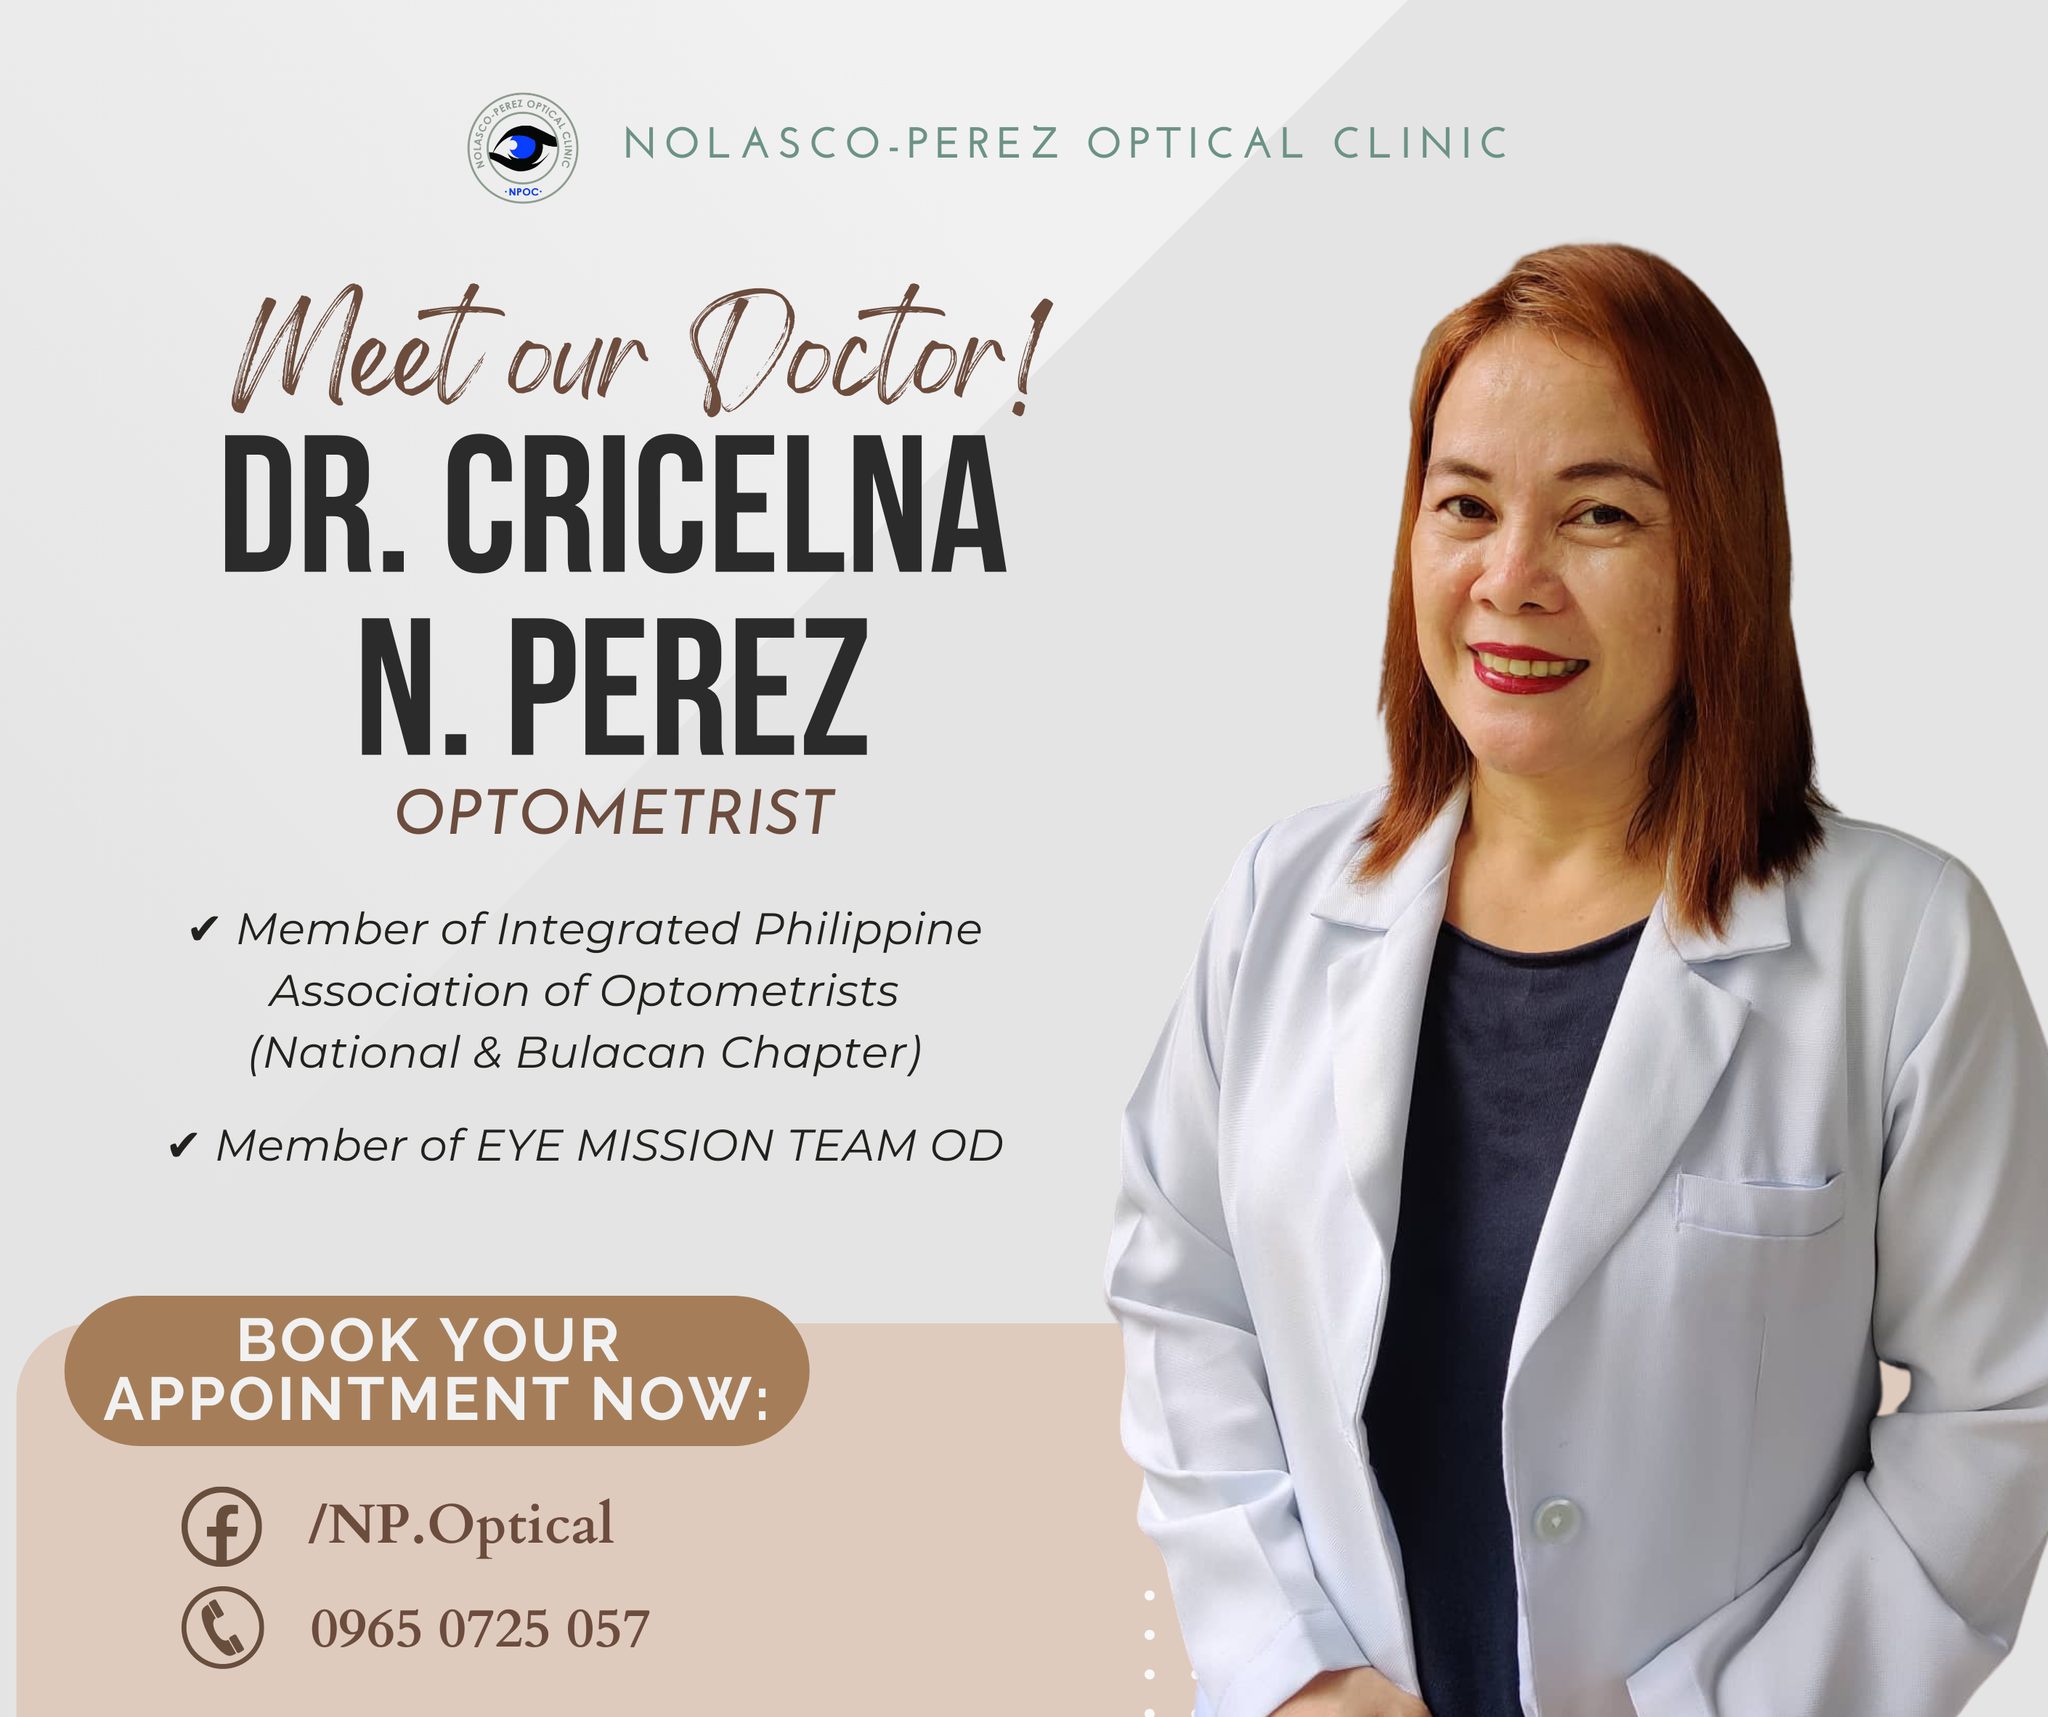 NOLASCO-PEREZ OPTICAL CLINIC
·NPOC·
NOLASCO-PEREZ OPTICAL CLINIC
Meet our Doctor!
DR. CRICELNA
N. PEREZ
OPTOMETRIST
✔ Member of Integrated Philippine
Association of Optometrists
(National & Bulacan Chapter)
✔ Member of EYE MISSION TEAM OD
BOOK YOUR
APPOINTMENT NOW:
/NP.Optical
0965 0725 057